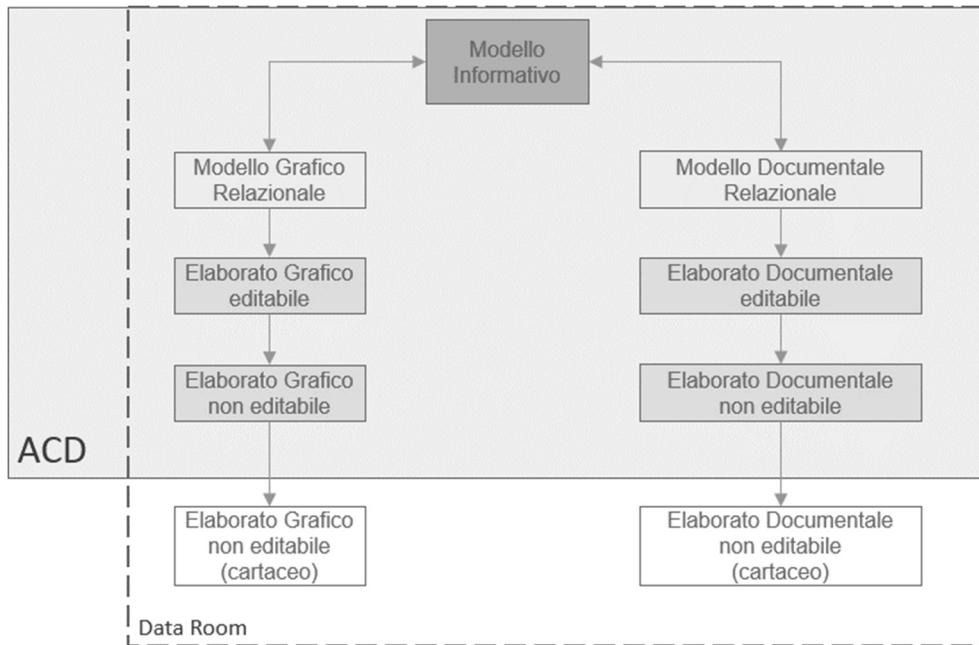 Modello
Informativo
Modello Grafico
Relazionale
Modello Documentale
Relazionale
Elaborato Grafico
editabile
Elaborato Documentale
editabile
Elaborato Grafico
non editabile
Elaborato Documentale
non editabile
ACD
Elaborato Grafico
non editabile
(cartaceo)
Elaborato Documentale
non editabile
(cartaceo)
Data Room